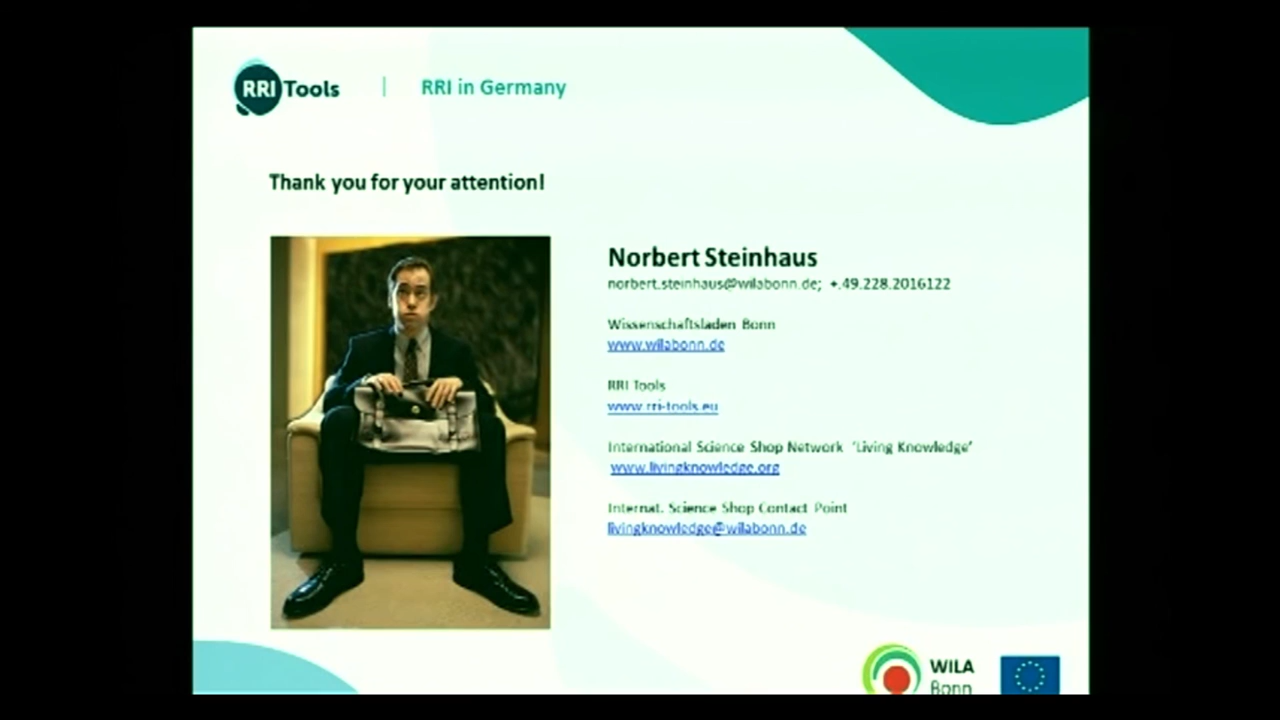 RRI Tools | RRI in Germany
Thank you for your attention!
Norbert Steinhaus
norbert.steinhaus@wilabonn.de; +.49.228.2016122
Wissenschaftsladen Bonn
www.wilabonn.de
RRI Tools
www.rri-tools.eu
International Science Shop Network 'Living Knowledge'
www.livingknowledge.org
Internat. Science Shop Contact Point
livingknowledge@wilabonn.de
WILA
Bonn